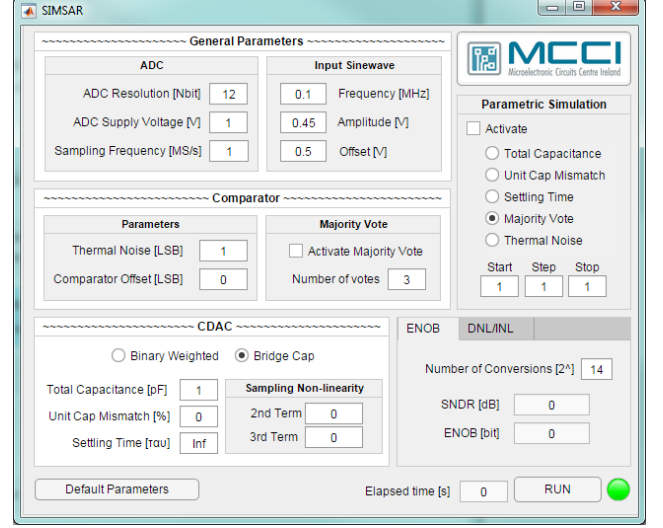 SIMSAR
~~~~~~~~~~~~~~~~~~~~ General Parameters ~~~~~~~~~~~~~~~~~~~~
ADC
ADC Resolution [Nbit] 12
ADC Supply Voltage [V] 1
Sampling Frequency [MS/s] 1
Input Sinewave
0.1 Frequency [MHz]
0.45 Amplitude [V]
0.5 Offset [V]
MCCI
Microelectronic Circuits Centre Ireland
Parametric Simulation
Activate
Total Capacitance
Unit Cap Mismatch
Settling Time
Majority Vote
Thermal Noise
Start Step Stop
1 1 1
~~~~~~~~~~~~~~~~~~~~~~~ Comparator ~~~~~~~~~~~~~~~~~~~~~~~
Parameters
Thermal Noise [LSB] 1
Comparator Offset [LSB] 0
Majority Vote
Activate Majority Vote
Number of votes 3
~~~~~~~~~~~~~~~~~~~~~ CDAC ~~~~~~~~~~~~~~~~~~~~~
Binary Weighted Bridge Cap
Total Capacitance [pF] 1
Unit Cap Mismatch [%] 0
Settling Time [ταυ] Inf
Sampling Non-linearity
2nd Term 0
3rd Term 0
ENOB DNL/INL
Number of Conversions [2^] 14
SNDR [dB] 0
ENOB [bit] 0
Default Parameters
Elapsed time [s] 0 RUN